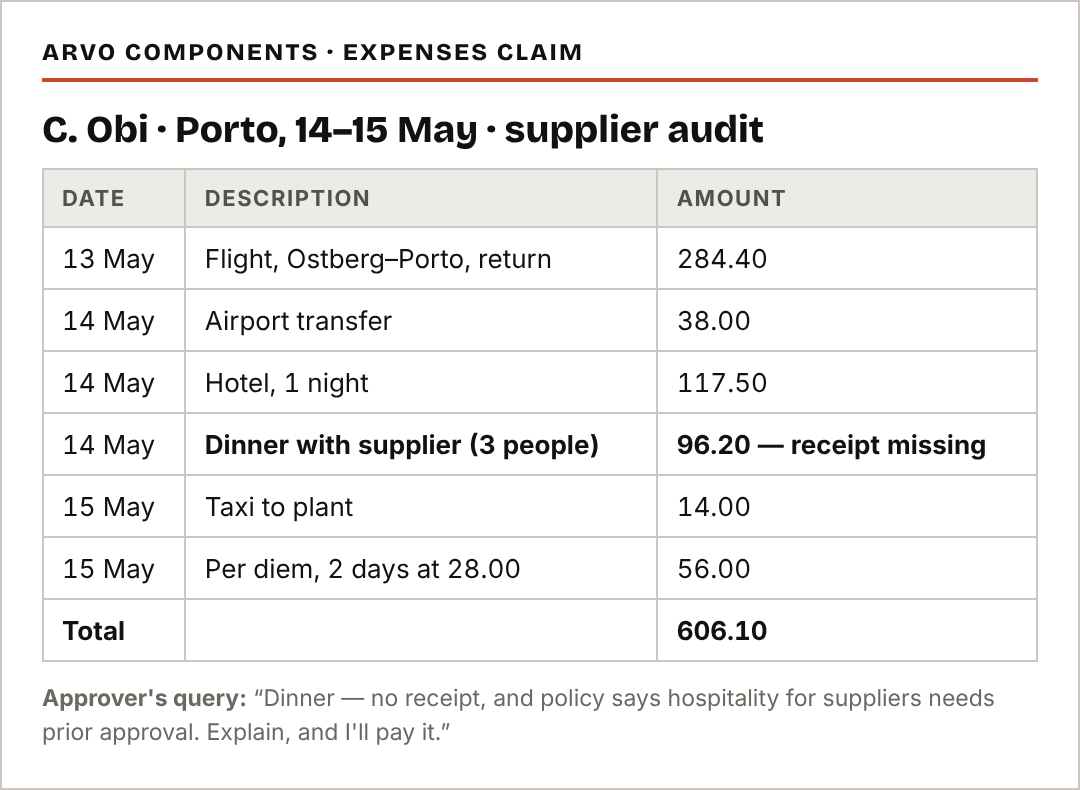 ARVO COMPONENTS · EXPENSES CLAIM
C. Obi · Porto, 14–15 May · supplier audit
DATE DESCRIPTION AMOUNT
13 May Flight, Ostberg–Porto, return 284.40
14 May Airport transfer 38.00
14 May Hotel, 1 night 117.50
14 May Dinner with supplier (3 people) 96.20 — receipt missing
15 May Taxi to plant 14.00
15 May Per diem, 2 days at 28.00 56.00
Total 606.10
Approver's query: “Dinner — no receipt, and policy says hospitality for suppliers needs
prior approval. Explain, and I'll pay it.”